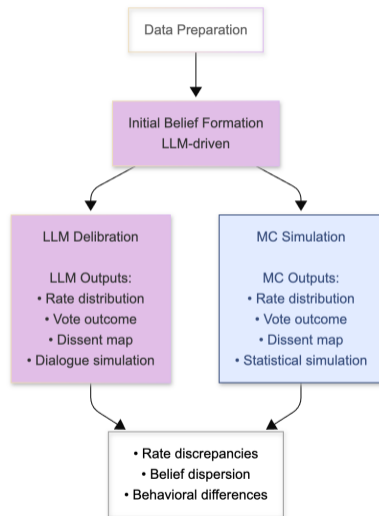 Data Preparation
Initial Belief Formation
LLM-driven
LLM Delibration
LLM Outputs:
• Rate distribution
• Vote outcome
• Dissent map
• Dialogue simulation
MC Simulation
MC Outputs:
• Rate distribution
• Vote outcome
• Dissent map
• Statistical simulation
• Rate discrepancies
• Belief dispersion
• Behavioral differences